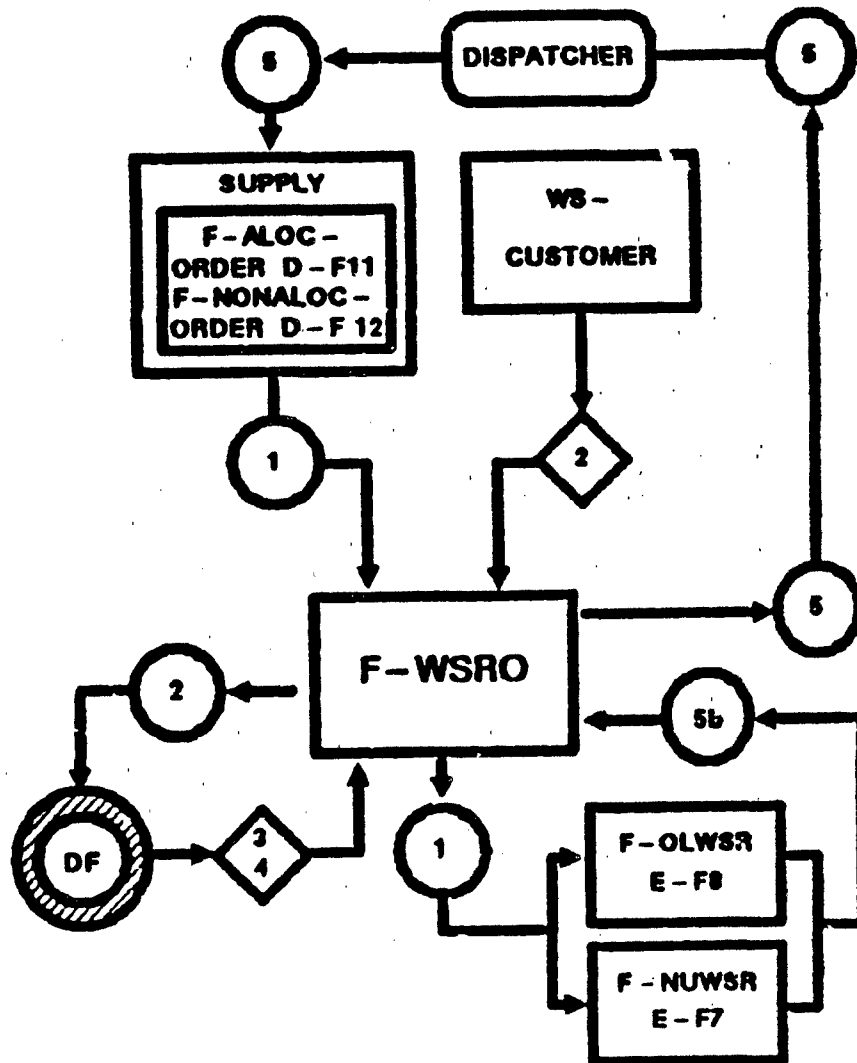 5
DISPATCHER
5
SUPPLY
F-ALOC-
ORDER D-F11
F-NONALOC-
ORDER D-F 12
WS-
CUSTOMER
1
2
F-WSRO
5
2
5b
DF
3
4
1
F-OLWSR
E-F8
F-NUWSR
E-F7